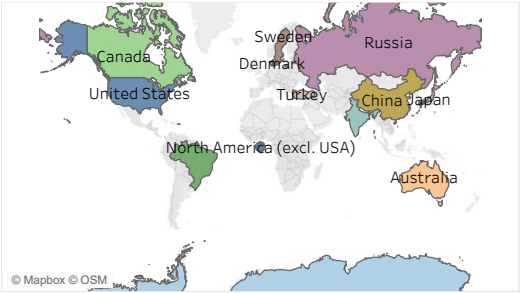 Sweden
Russia
Canada
Denmark
United States
Turkey
China
Japan
North America (excl. USA)
Australia
© Mapbox © OSM